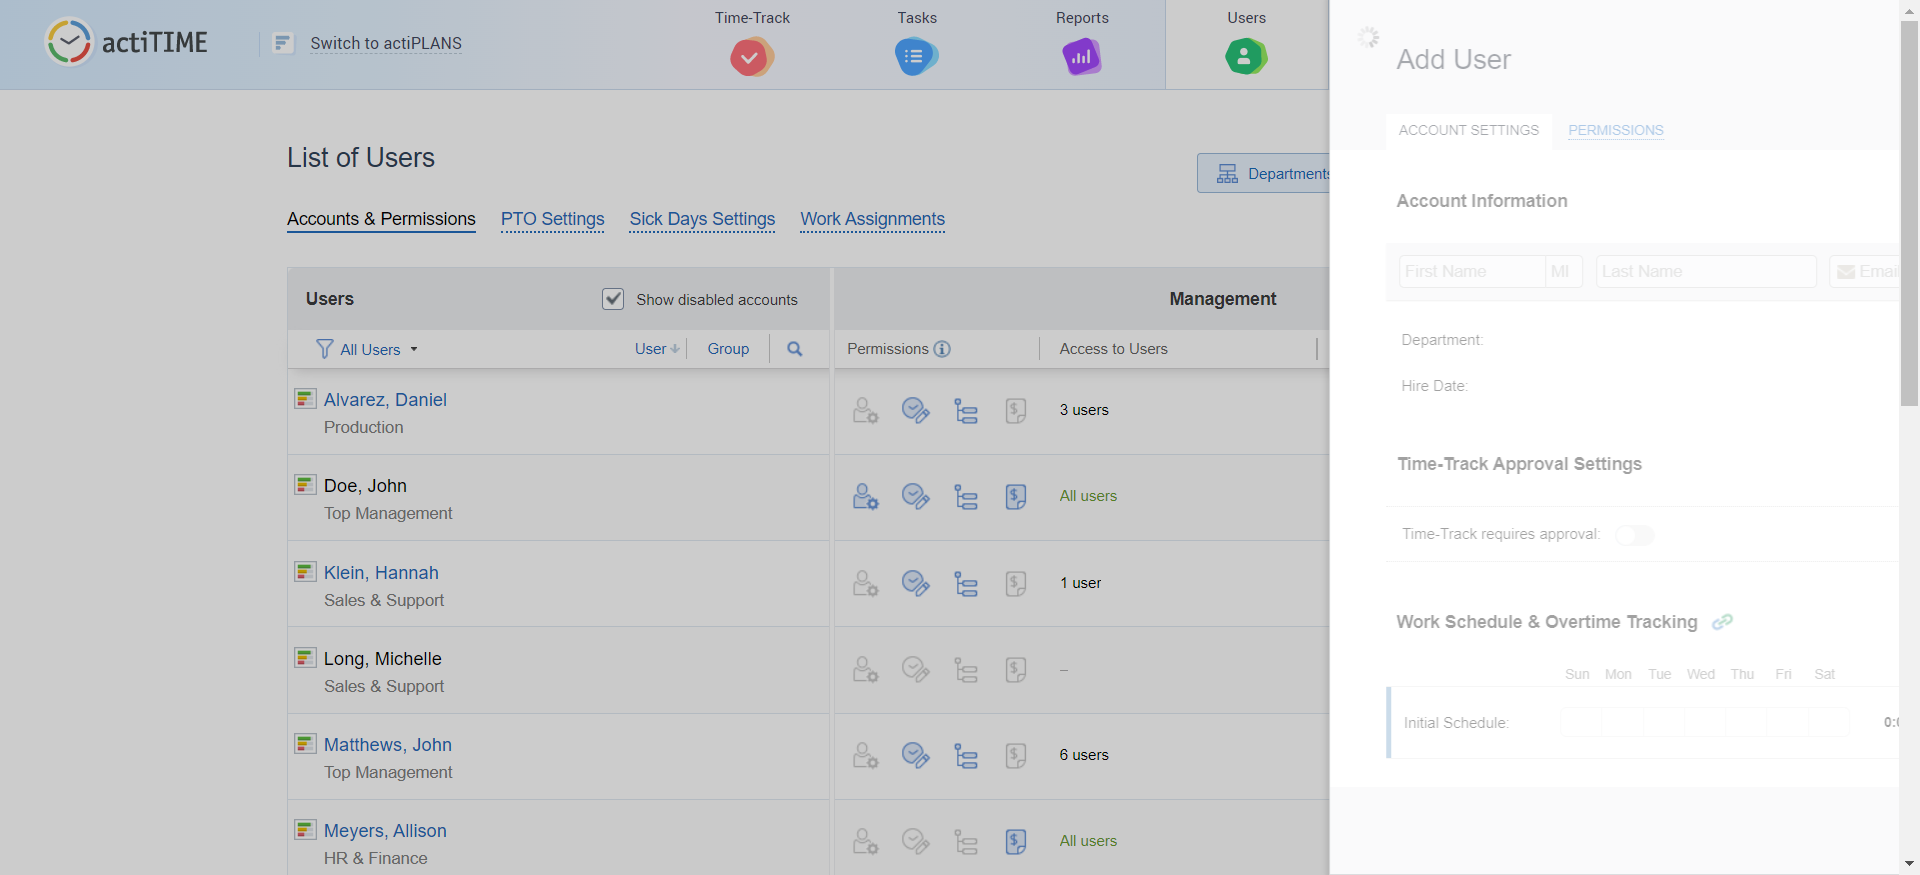 actiTIME
Switch to actiPLANS
Time-Track
Tasks
Reports
Users
List of Users
Departments
Accounts & Permissions
PTO Settings
Sick Days Settings
Work Assignments
Users
Show disabled accounts
Management
All Users
User
Group
Permissions
Access to Users
Alvarez, Daniel
Production
3 users
Doe, John
Top Management
All users
Klein, Hannah
Sales & Support
1 user
Long, Michelle
Sales & Support
–
Matthews, John
Top Management
6 users
Meyers, Allison
HR & Finance
All users
Add User
ACCOUNT SETTINGS
PERMISSIONS
Account Information
First Name
MI
Last Name
Email
Department:
Hire Date:
Time-Track Approval Settings
Time-Track requires approval:
Work Schedule & Overtime Tracking
Sun Mon Tue Wed Thu Fri Sat
Initial Schedule: